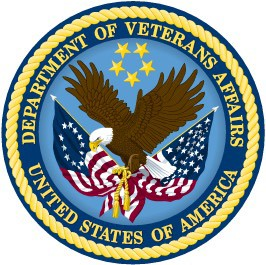 DEPARTMENT OF VETERANS AFFAIRS
UNITED STATES OF AMERICA